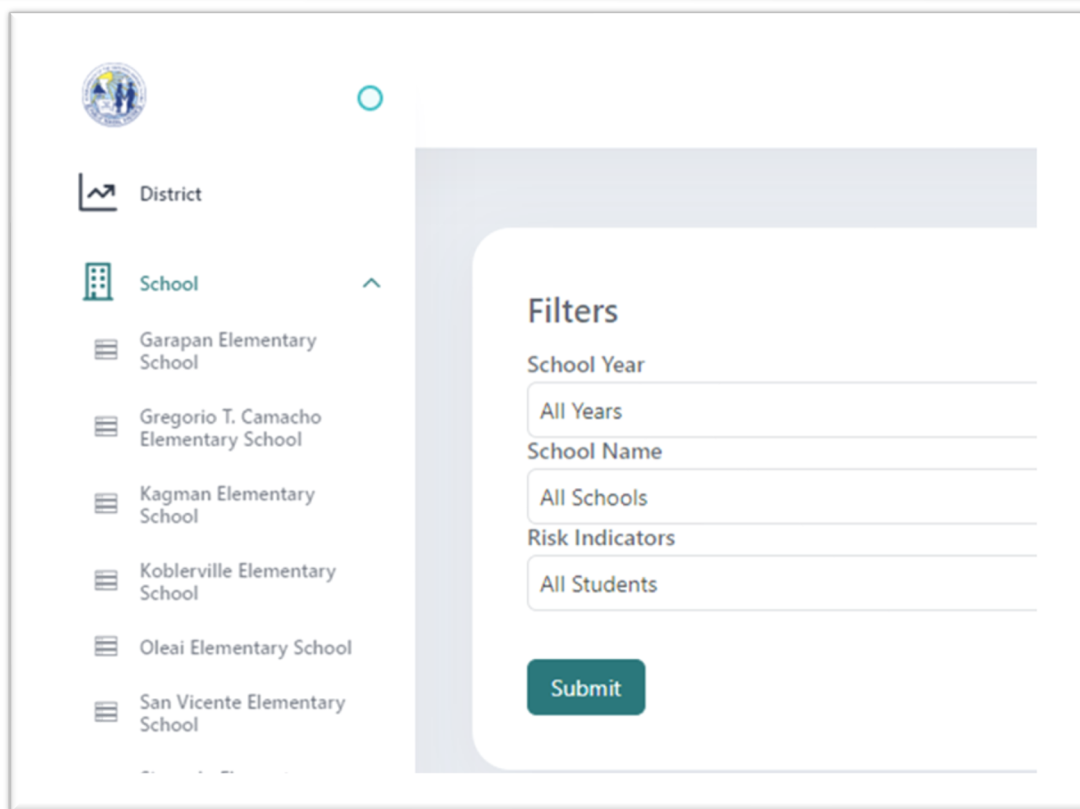 District
School
Garapan Elementary
School
Gregorio T. Camacho
Elementary School
Kagman Elementary
School
Koblerville Elementary
School
Oleai Elementary School
San Vicente Elementary
School
Filters
School Year
All Years
School Name
All Schools
Risk Indicators
All Students
Submit